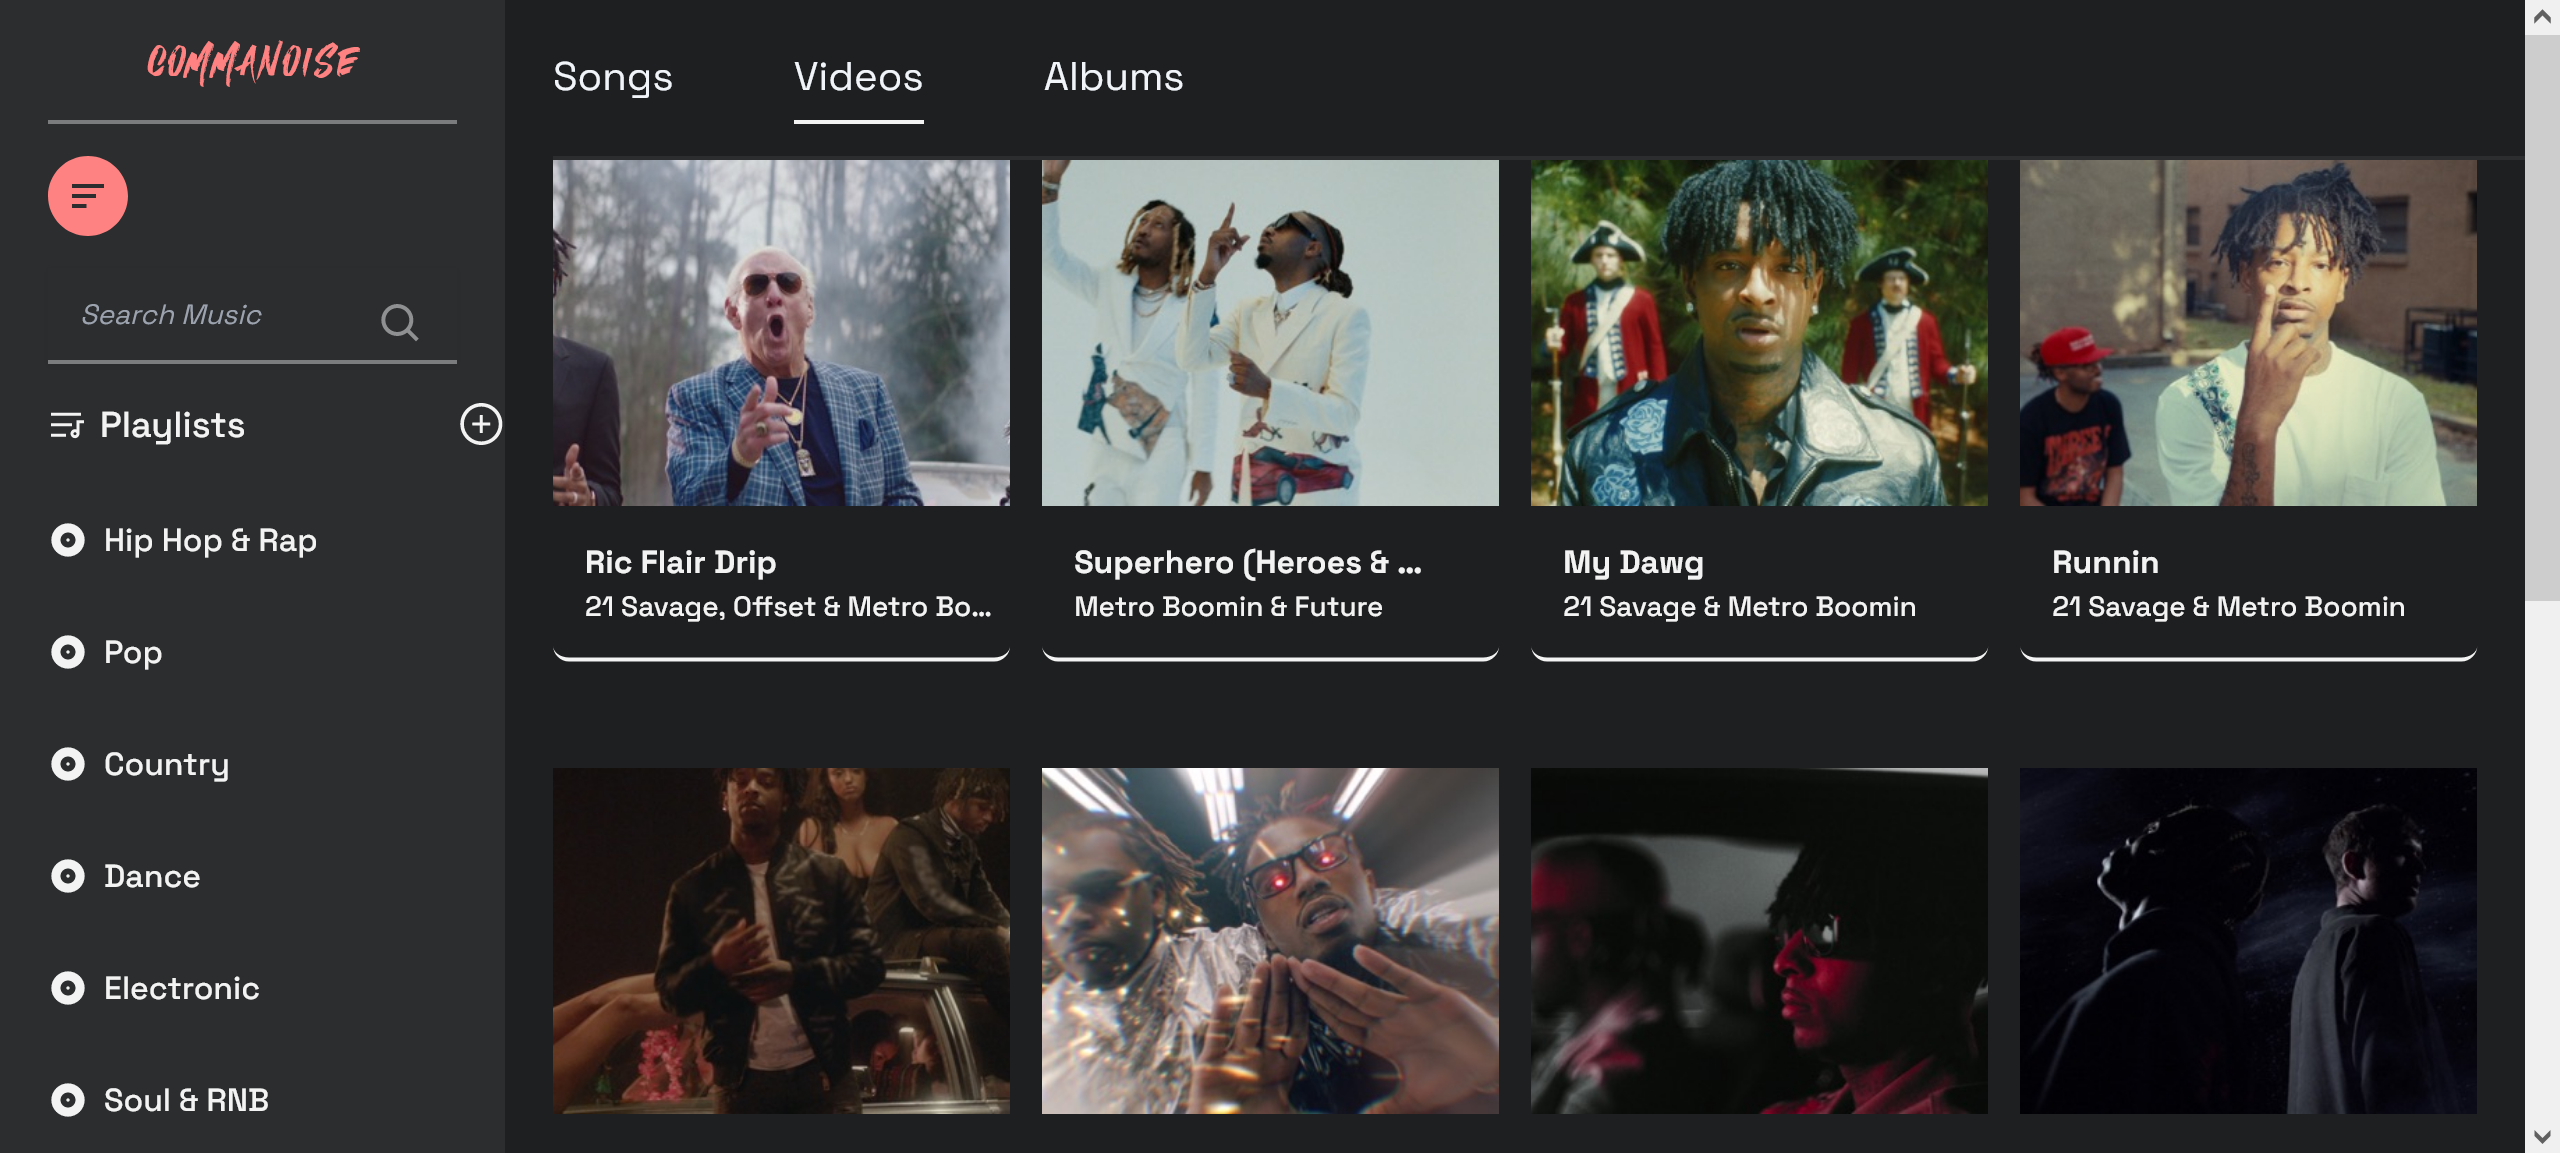 COMMANOISE
Search Music
Playlists
Hip Hop & Rap
Pop
Country
Dance
Electronic
Soul & RNB
Songs
Videos
Albums
Ric Flair Drip
21 Savage, Offset & Metro Bo...
Superhero (Heroes & ...
Metro Boomin & Future
My Dawg
21 Savage & Metro Boomin
Runnin
21 Savage & Metro Boomin